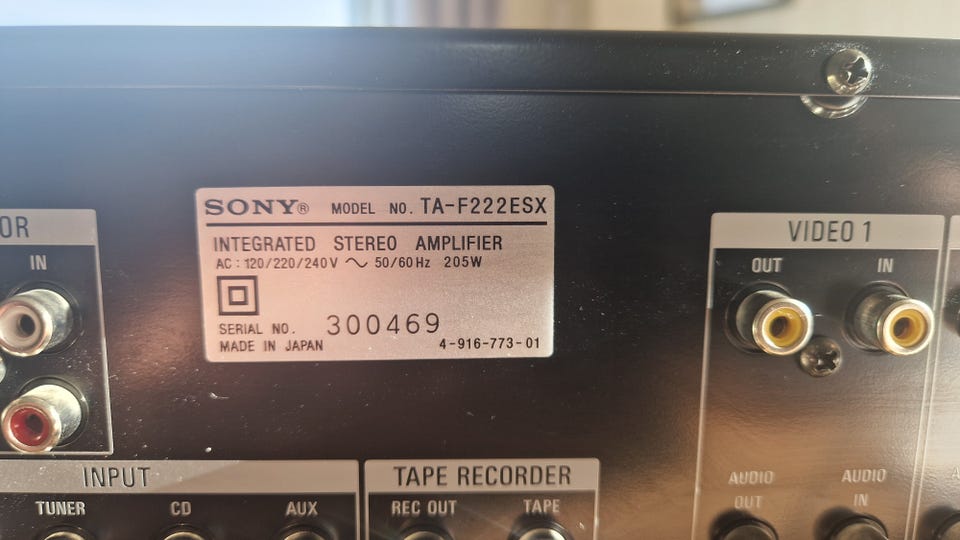 SONY® MODEL NO. TA-F222ESX
INTEGRATED STEREO AMPLIFIER
AC : 120/220/240V ~ 50/60Hz 205W
SERIAL NO. 300469
MADE IN JAPAN 4-916-773-01
OR
IN
VIDEO 1
OUT IN
AUDIO OUT
AUDIO IN
INPUT
TUNER CD AUX
TAPE RECORDER
REC OUT TAPE